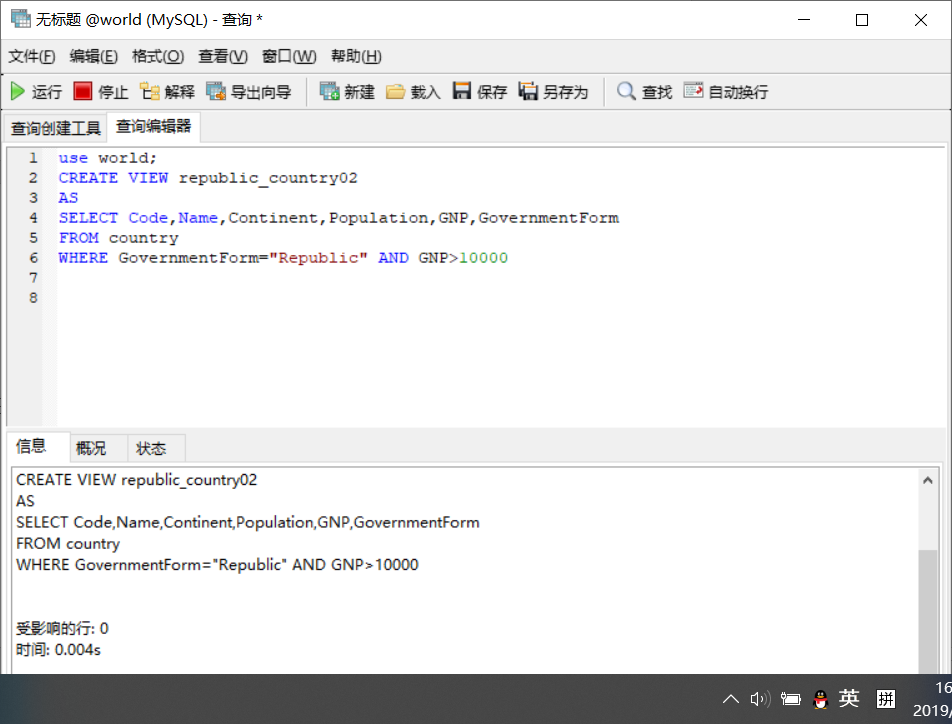 无标题 @world (MySQL) - 查询 *
文件(F) 编辑(E) 格式(O) 查看(V) 窗口(W) 帮助(H)
运行 停止 解释 导出向导 新建 载入 保存 另存为 查找 自动换行
查询创建工具 查询编辑器
1 use world;
2 CREATE VIEW republic_country02
3 AS
4 SELECT Code,Name,Continent,Population,GNP,GovernmentForm
5 FROM country
6 WHERE GovernmentForm="Republic" AND GNP>10000
7
8
信息 概况 状态
CREATE VIEW republic_country02
AS
SELECT Code,Name,Continent,Population,GNP,GovernmentForm
FROM country
WHERE GovernmentForm="Republic" AND GNP>10000
受影响的行: 0
时间: 0.004s
英 拼 16
2019/